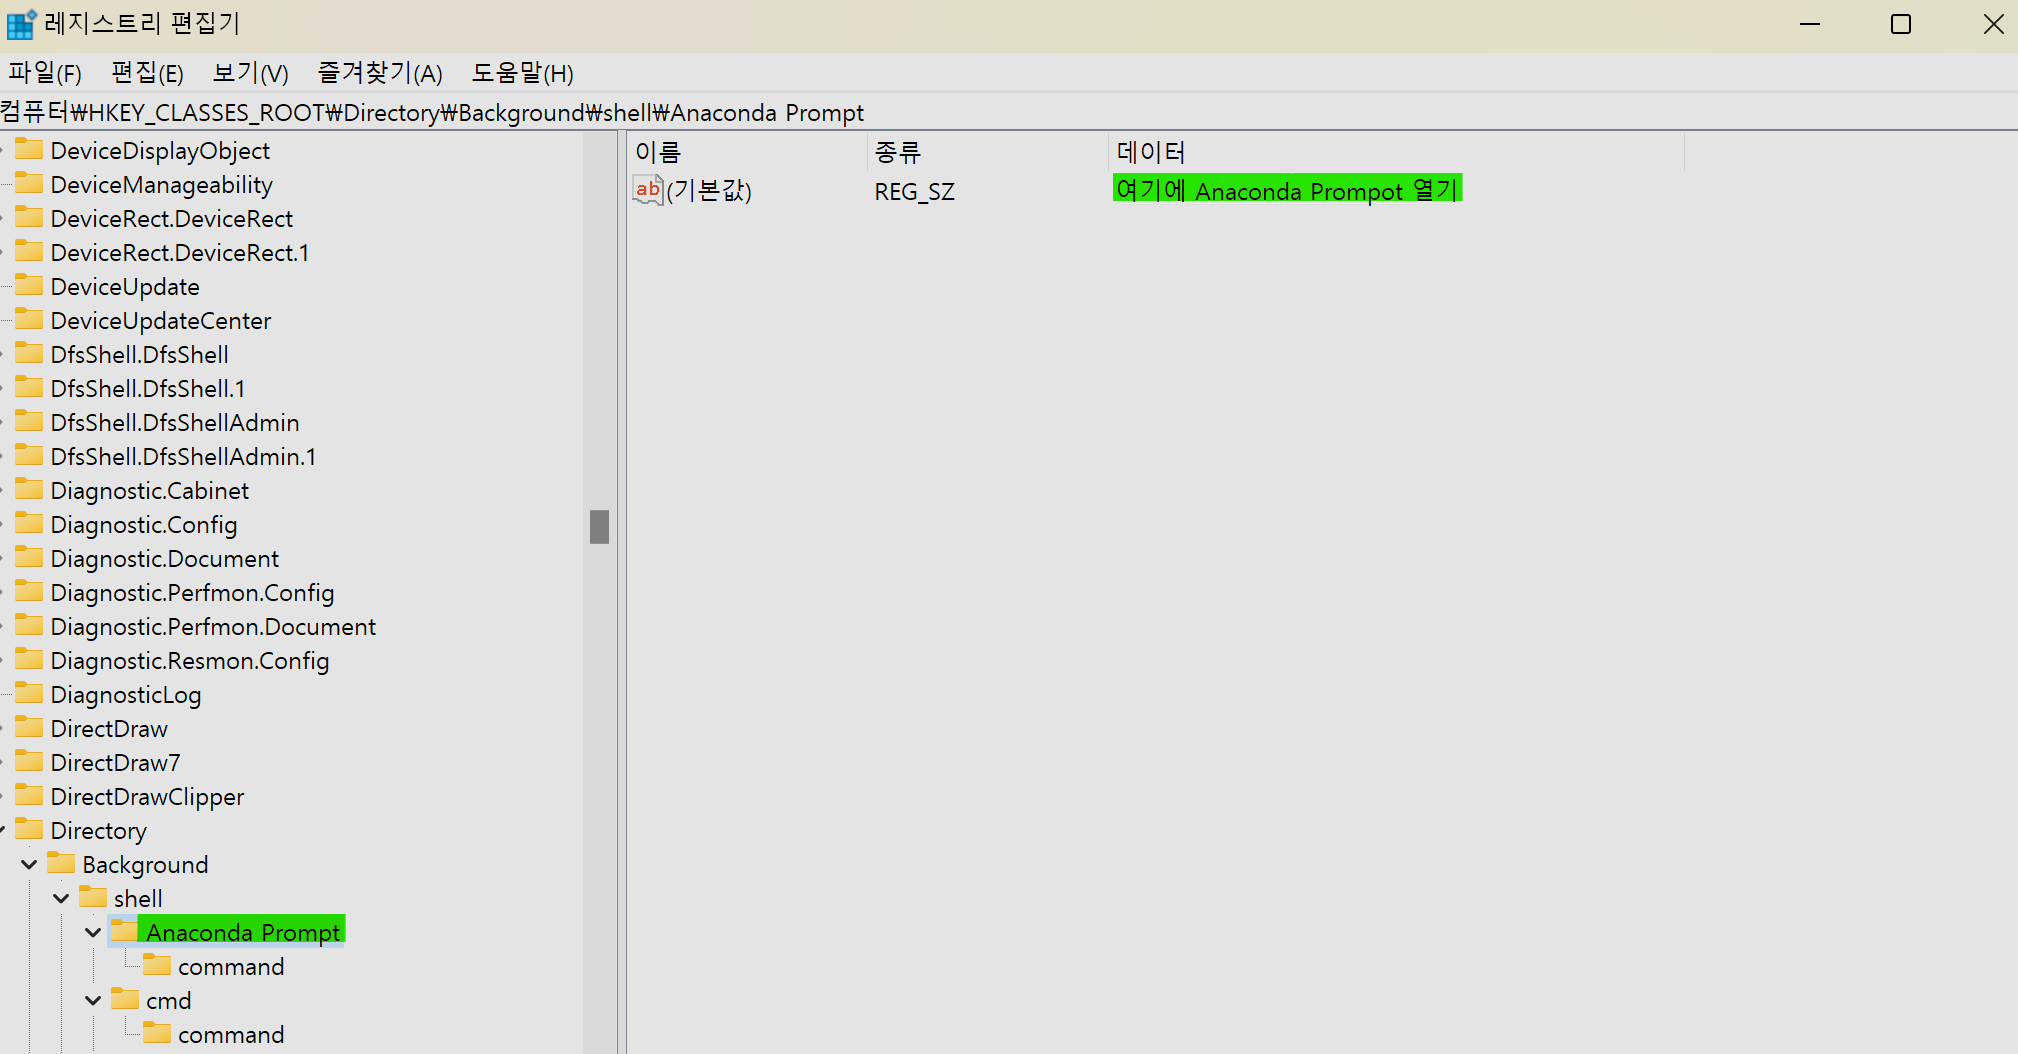 레지스트리 편집기
파일(F) 편집(E) 보기(V) 즐겨찾기(A) 도움말(H)
컴퓨터₩HKEY_CLASSES_ROOT₩Directory₩Background₩shell₩Anaconda Prompt
DeviceDisplayObject
DeviceManageability
DeviceRect.DeviceRect
DeviceRect.DeviceRect.1
DeviceUpdate
DeviceUpdateCenter
DfsShell.DfsShell
DfsShell.DfsShell.1
DfsShell.DfsShellAdmin
DfsShell.DfsShellAdmin.1
Diagnostic.Cabinet
Diagnostic.Config
Diagnostic.Document
Diagnostic.Perfmon.Config
Diagnostic.Perfmon.Document
Diagnostic.Resmon.Config
DiagnosticLog
DirectDraw
DirectDraw7
DirectDrawClipper
Directory
Background
shell
Anaconda Prompt
command
cmd
command
이름 종류 데이터
ab (기본값) REG_SZ 여기에 Anaconda Prompot 열기